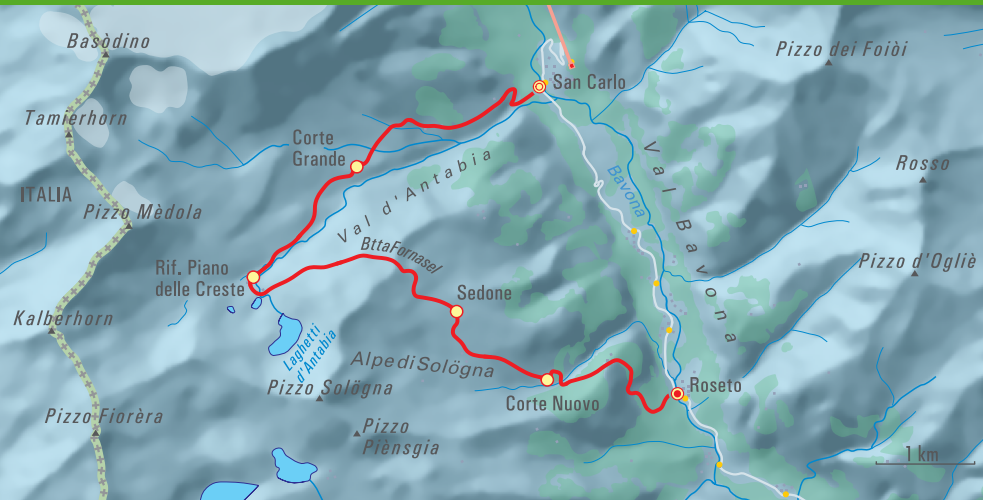 Basòdino
Pizzo dei Foiòi
San Carlo
Tamierhorn
Corte
Grande
Val d'Antabia
Val Bavona
Bavona
Rosso
ITALIA
Pizzo Mèdola
BttaFornasel
Rif. Piano
delle Creste
Pizzo d'Ogliè
Sedone
Kalberhorn
Laghetti
d'Antabia
AlpediSolögna
Pizzo Solögna
Corte Nuovo
Roseto
Pizzo Fiorèra
Pizzo
Piènsgia
1 km